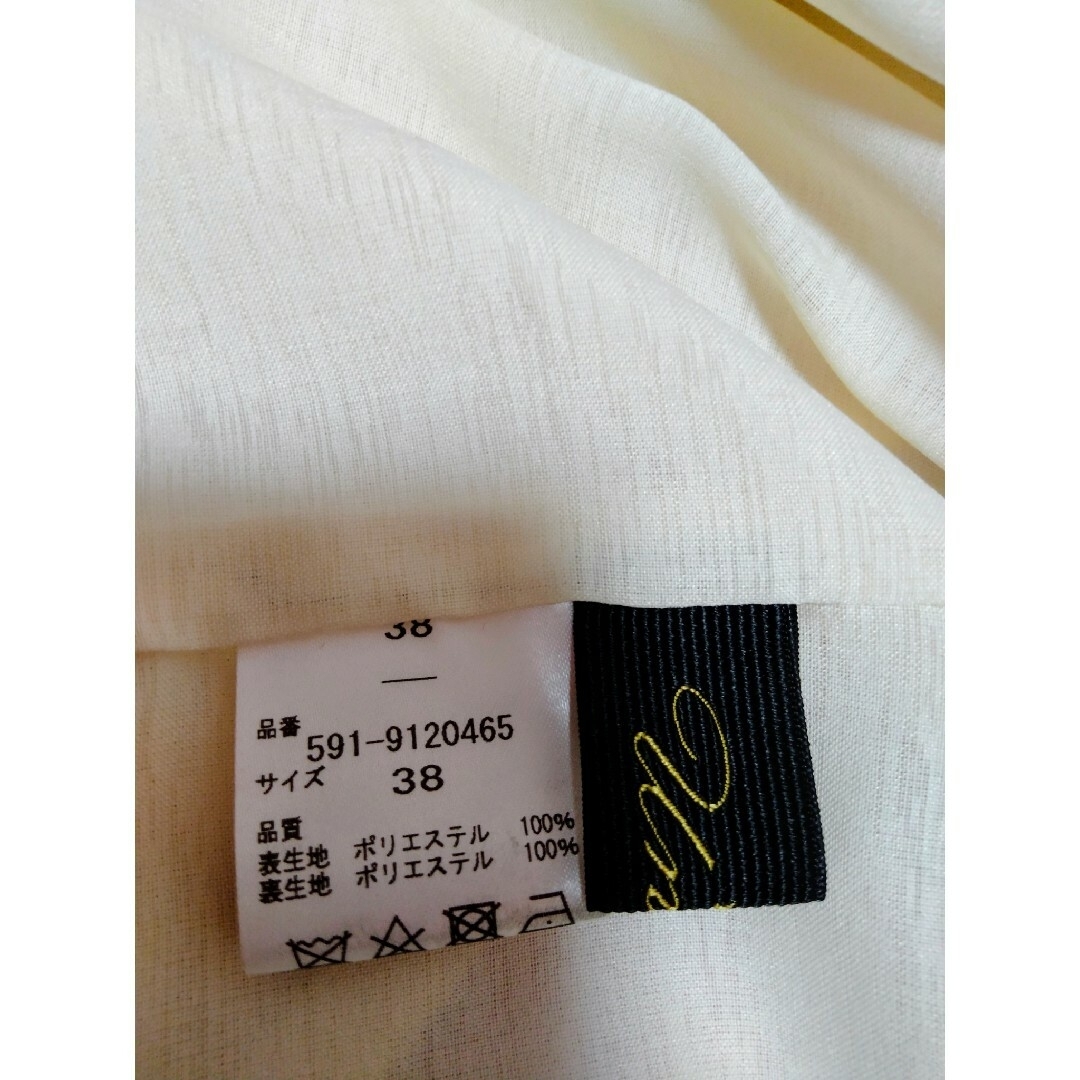 38
品番 591-9120465
サイズ 38
品質
表生地 ポリエステル 100%
裏生地 ポリエステル 100%